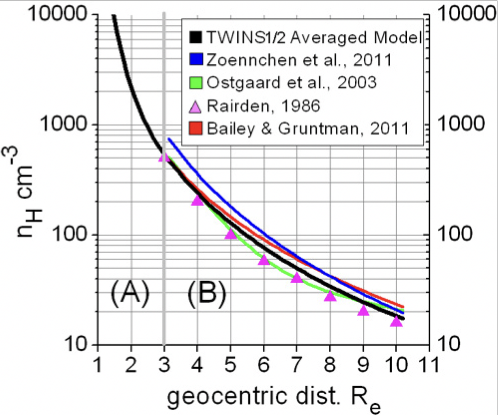 10000
1000
100
10
n_H cm^-3
TWINS1/2 Averaged Model
Zoennchen et al., 2011
Ostgaard et al., 2003
Rairden, 1986
Bailey & Gruntman, 2011
10000
1000
100
10
(A) (B)
1 2 3 4 5 6 7 8 9 10 11
geocentric dist. R_e